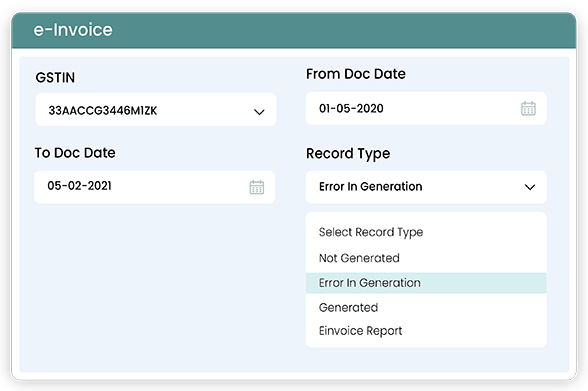 e-Invoice
GSTIN
33AACCG3446M1ZK
From Doc Date
01-05-2020
To Doc Date
05-02-2021
Record Type
Error In Generation
Select Record Type
Not Generated
Error In Generation
Generated
Einvoice Report